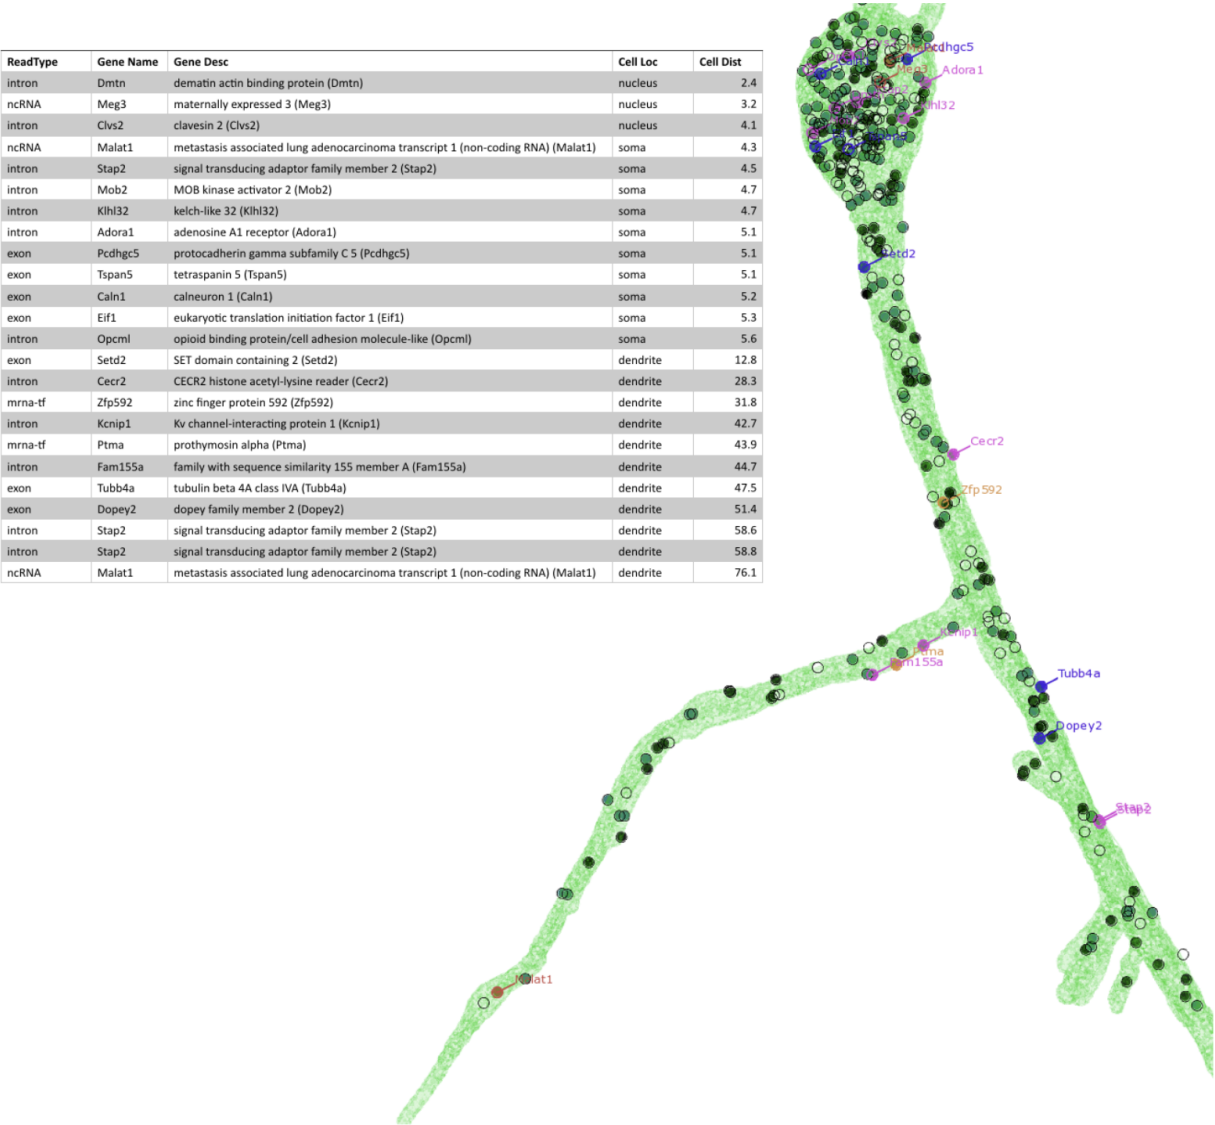 ReadType Gene Name Gene Desc Cell Loc Cell Dist
intron Dmtn dematin actin binding protein (Dmtn) nucleus 2.4
ncRNA Meg3 maternally expressed 3 (Meg3) nucleus 3.2
intron Clvs2 clavesin 2 (Clvs2) nucleus 4.1
ncRNA Malat1 metastasis associated lung adenocarcinoma transcript 1 (non-coding RNA) (Malat1) soma 4.3
intron Stap2 signal transducing adaptor family member 2 (Stap2) soma 4.5
intron Mob2 MOB kinase activator 2 (Mob2) soma 4.7
intron Klhl32 kelch-like 32 (Klhl32) soma 4.7
intron Adora1 adenosine A1 receptor (Adora1) soma 5.1
exon Pcdhgc5 protocadherin gamma subfamily C 5 (Pcdhgc5) soma 5.1
exon Tspan5 tetraspanin 5 (Tspan5) soma 5.1
exon Caln1 calneuron 1 (Caln1) soma 5.2
exon Eif1 eukaryotic translation initiation factor 1 (Eif1) soma 5.3
intron Opcml opioid binding protein/cell adhesion molecule-like (Opcml) soma 5.6
exon Setd2 SET domain containing 2 (Setd2) dendrite 12.8
intron Cecr2 CECR2 histone acetyl-lysine reader (Cecr2) dendrite 28.3
mrna-tf Zfp592 zinc finger protein 592 (Zfp592) dendrite 31.8
intron Kcnip1 Kv channel-interacting protein 1 (Kcnip1) dendrite 42.7
mrna-tf Ptma prothymosin alpha (Ptma) dendrite 43.9
intron Fam155a family with sequence similarity 155 member A (Fam155a) dendrite 44.7
exon Tubb4a tubulin beta 4A class IVA (Tubb4a) dendrite 47.5
exon Dopey2 dopey family member 2 (Dopey2) dendrite 51.4
intron Stap2 signal transducing adaptor family member 2 (Stap2) dendrite 58.6
intron Stap2 signal transducing adaptor family member 2 (Stap2) dendrite 58.8
ncRNA Malat1 metastasis associated lung adenocarcinoma transcript 1 (non-coding RNA) (Malat1) dendrite 76.1
Pcdhgc5
Meg3
Adora1
Klhl32
Tspan5
Setd2
Cecr2
Zfp592
Kcnip1
Ptma
Fam155a
Tubb4a
Dopey2
Stap2
Stap2
Malat1